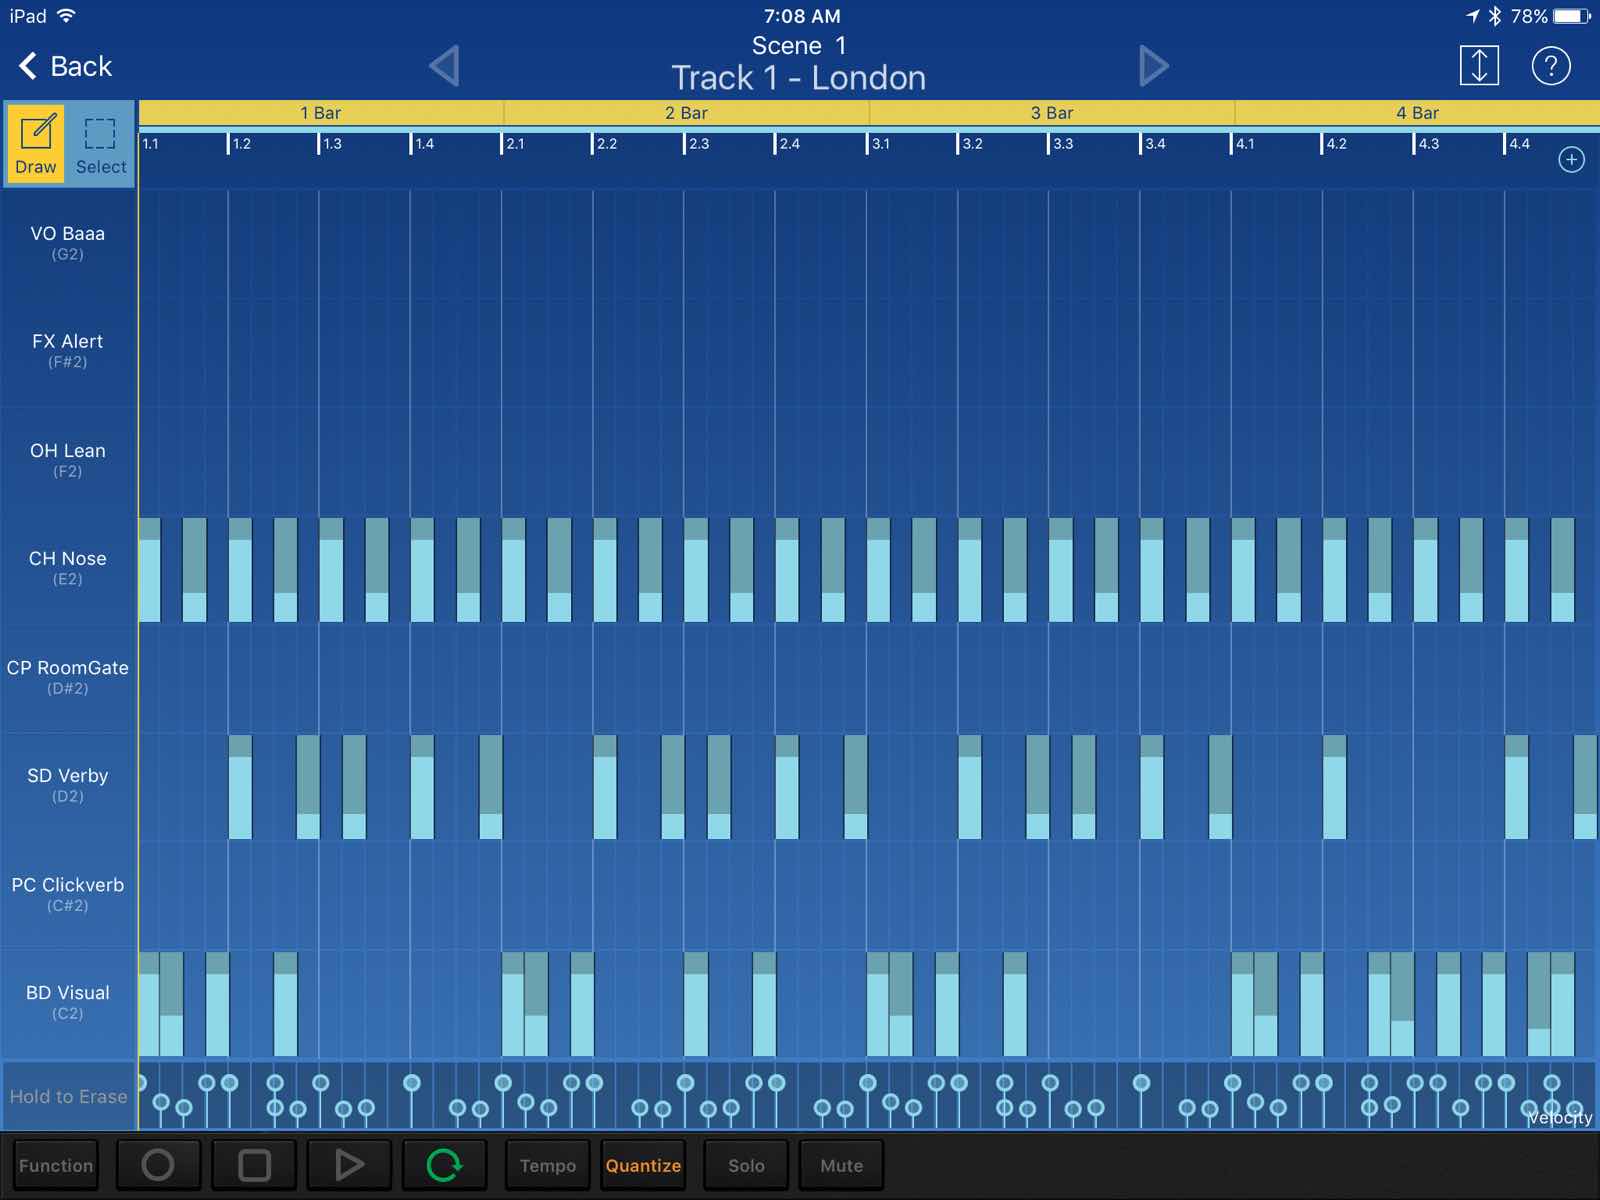 iPad 7:08 AM 78%
Scene 1
Back
Track 1 - London
?
1 Bar 2 Bar 3 Bar 4 Bar
1.1 1.2 1.3 1.4 2.1 2.2 2.3 2.4 3.1 3.2 3.3 3.4 4.1 4.2 4.3 4.4
Draw Select
VO Baaa
(G2)
FX Alert
(F#2)
OH Lean
(F2)
CH Nose
(E2)
CP RoomGate
(D#2)
SD Verby
(D2)
PC Clickverb
(C#2)
BD Visual
(C2)
Hold to Erase
Velocity
Function Tempo Quantize Solo Mute